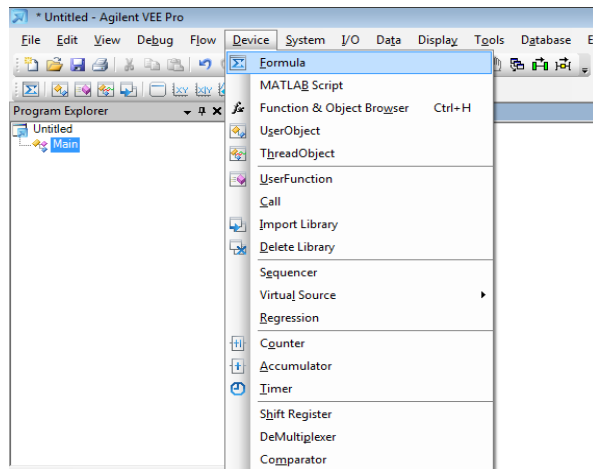 * Untitled - Agilent VEE Pro
File Edit View Debug Flow Device System I/O Data Display Tools Database E
Formula
MATLAB Script
Program Explorer
Function & Object Browser Ctrl+H
Untitled
UserObject
Main
ThreadObject
UserFunction
Call
Import Library
Delete Library
Sequencer
Virtual Source
Regression
Counter
Accumulator
Timer
Shift Register
DeMultiplexer
Comparator